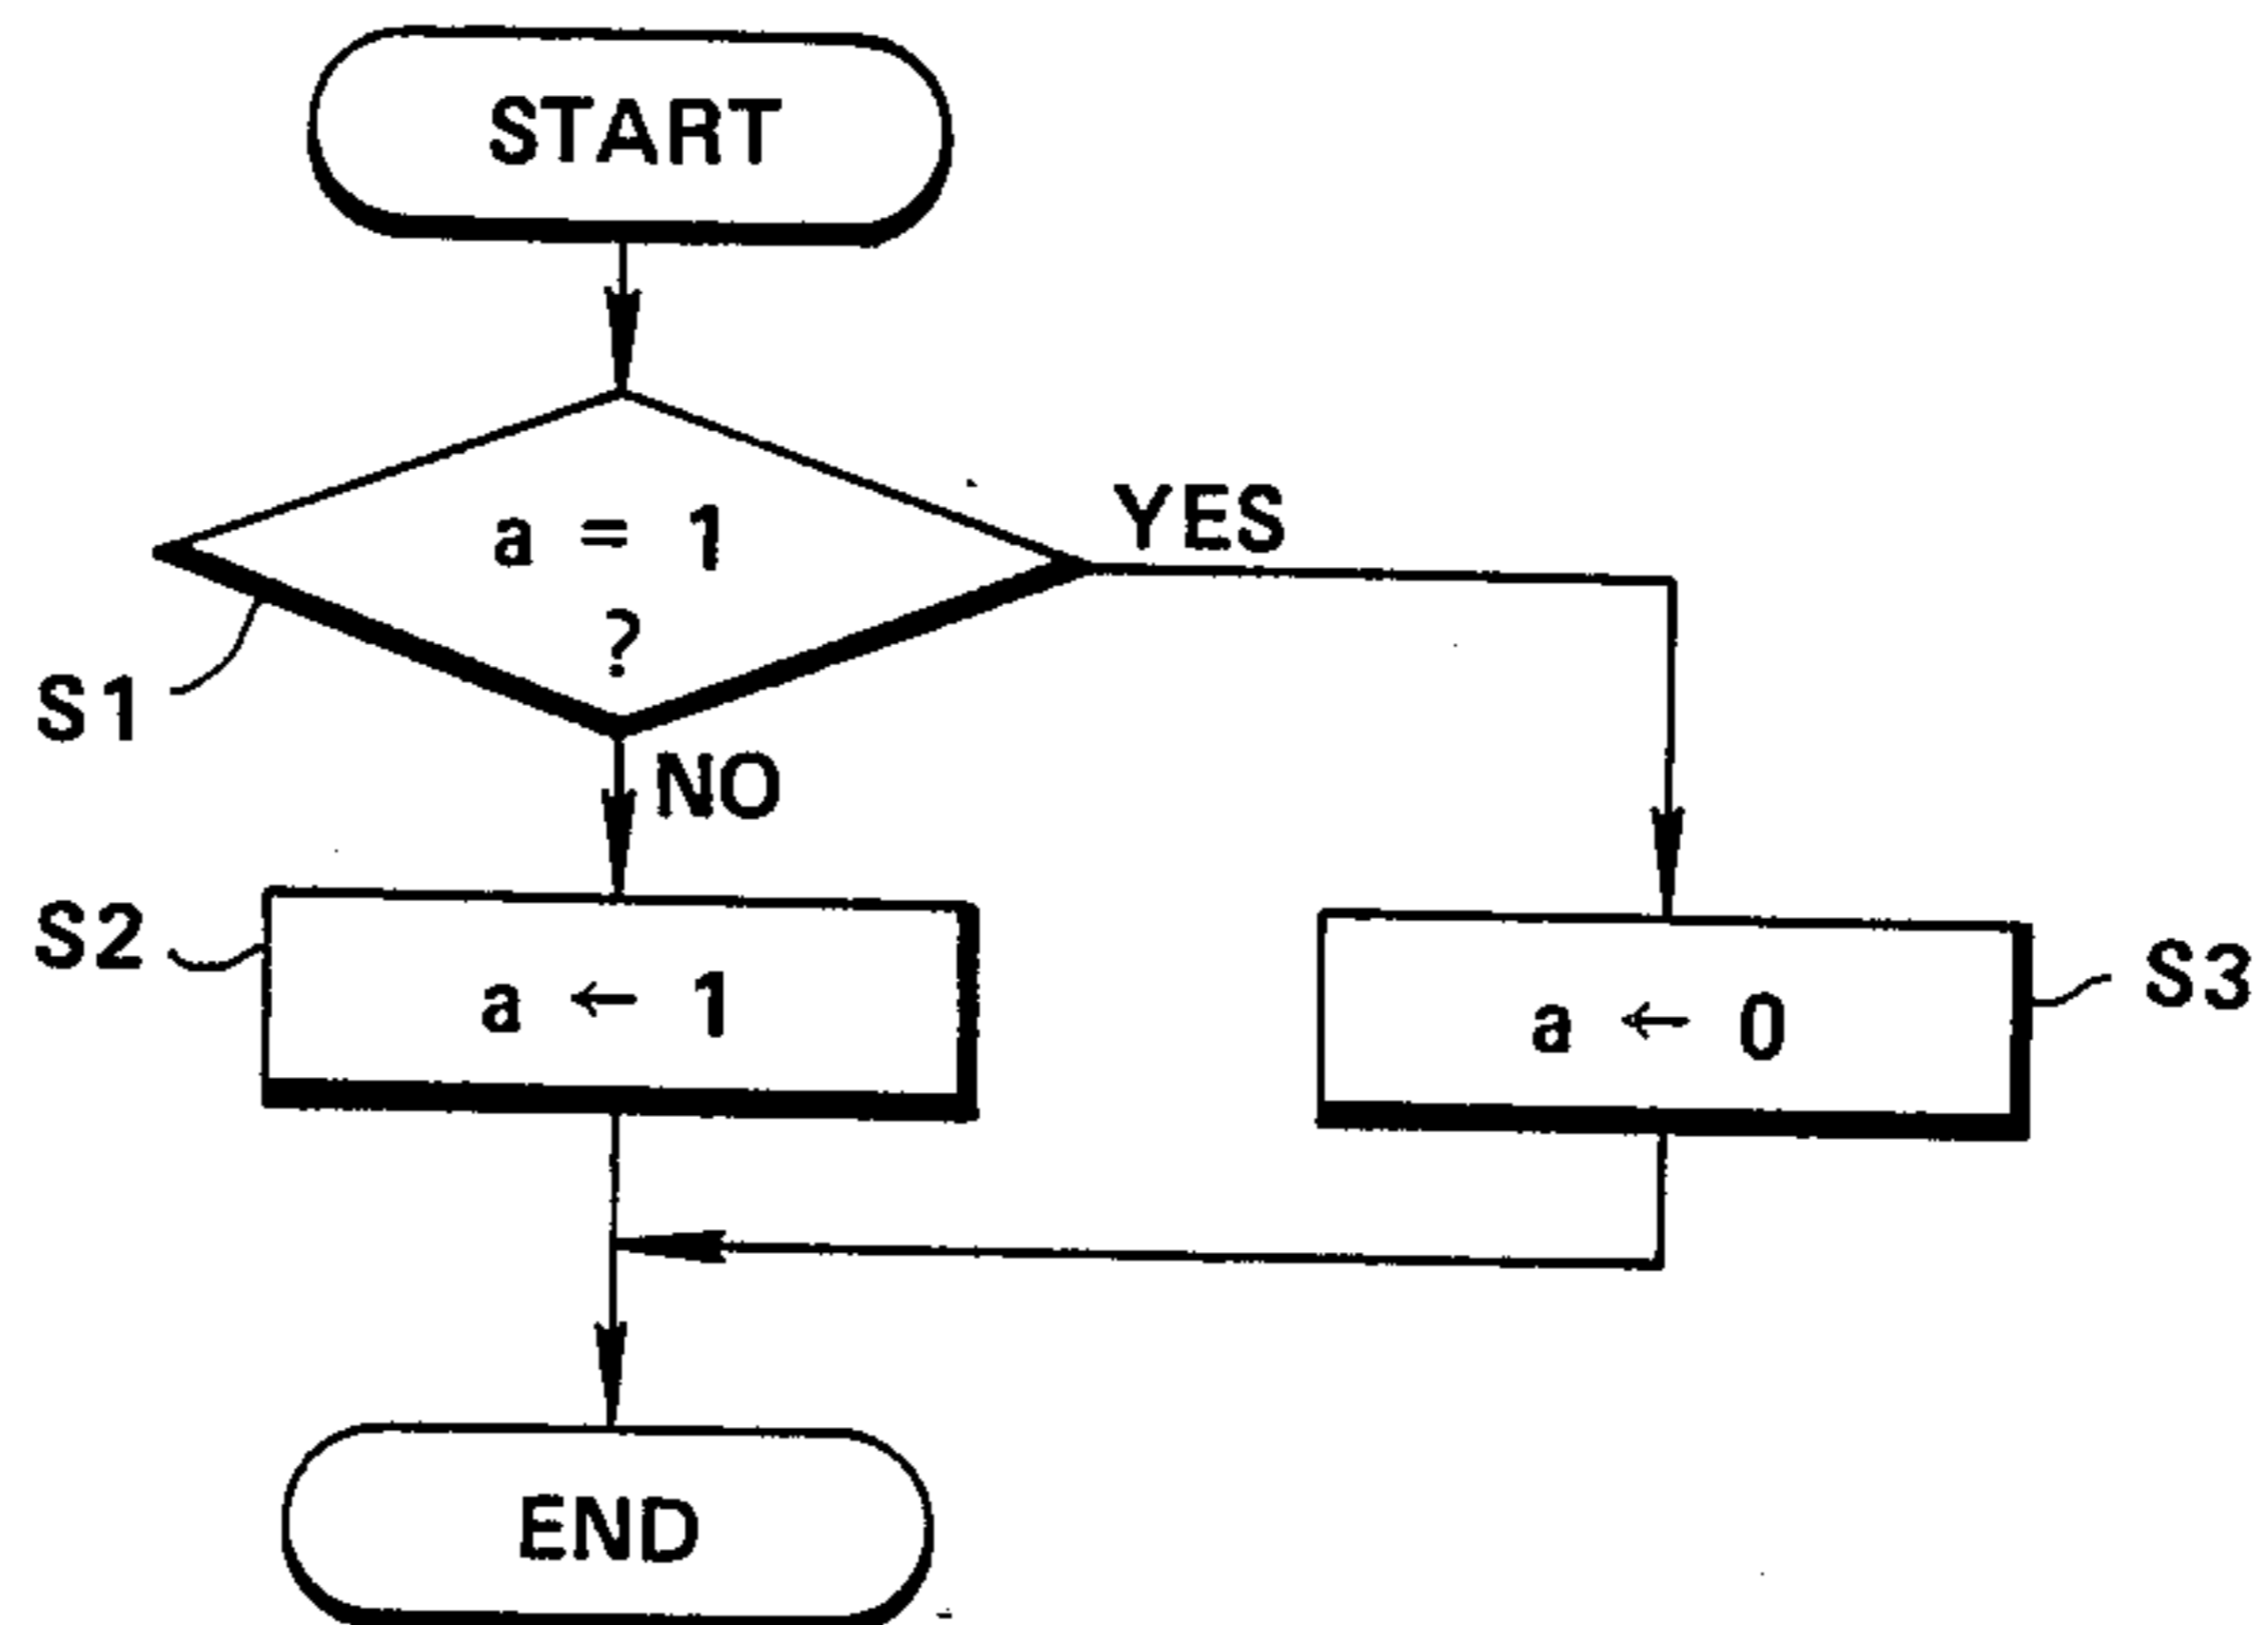 START
a = 1
?
YES
S1
NO
S2
a ← 1
a ← 0
S3
END